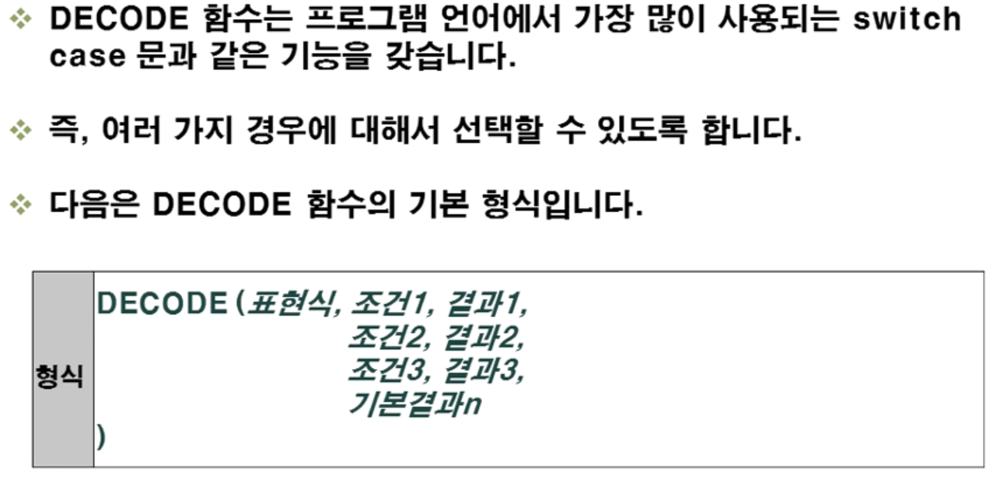 DECODE 함수는 프로그램 언어에서 가장 많이 사용되는 switch
case 문과 같은 기능을 갖습니다.
즉, 여러 가지 경우에 대해서 선택할 수 있도록 합니다.
다음은 DECODE 함수의 기본 형식입니다.
형식
DECODE (표현식, 조건1, 결과1,
조건2, 결과2,
조건3, 결과3,
기본결과n
)